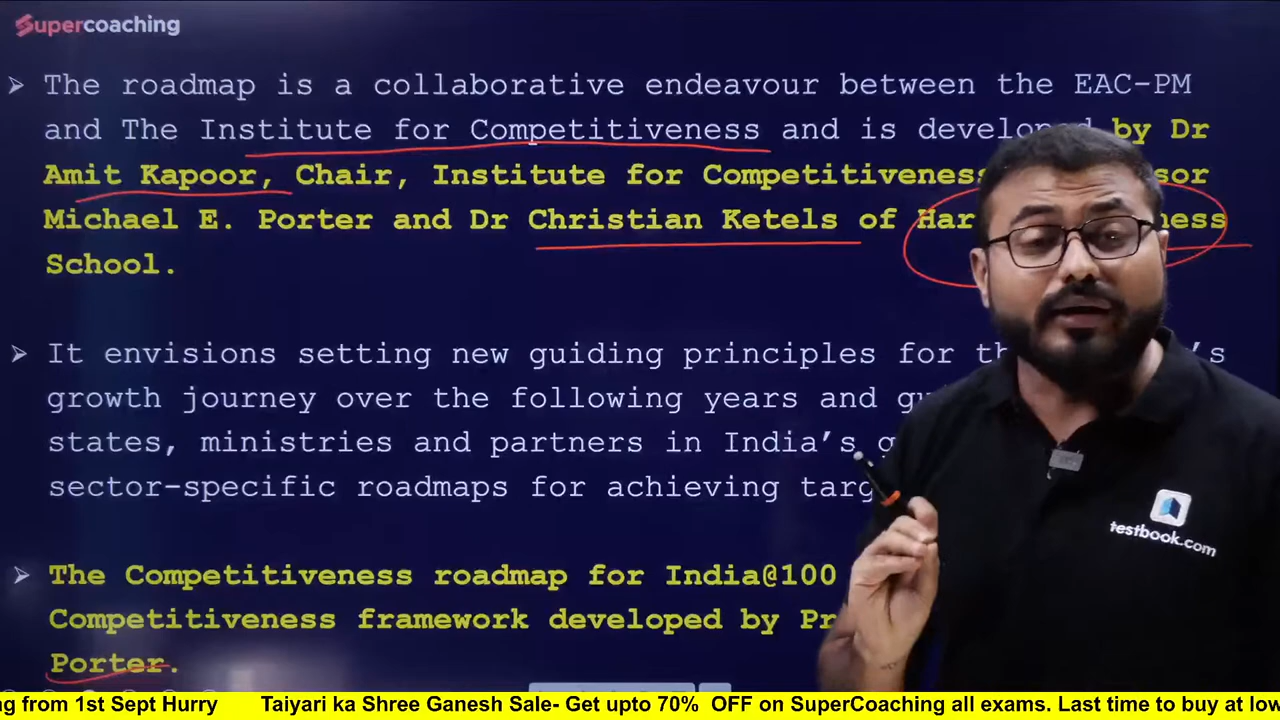 Supercoaching
The roadmap is a collaborative endeavour between the EAC-PM
and The Institute for Competitiveness and is developed by Dr
Amit Kapoor, Chair, Institute for Competitiveness
Michael E. Porter and Dr Christian Ketels of
School.
It envisions setting new guiding principles for
growth journey over the following years and
states, ministries and partners in India’s
sector-specific roadmaps for achieving
testbook.com
The Competitiveness roadmap for India@100
Competitiveness framework developed by
Porter.
from 1st Sept Hurry Taiyari ka Shree Ganesh Sale- Get upto 70% OFF on SuperCoaching all exams. Last time to buy at